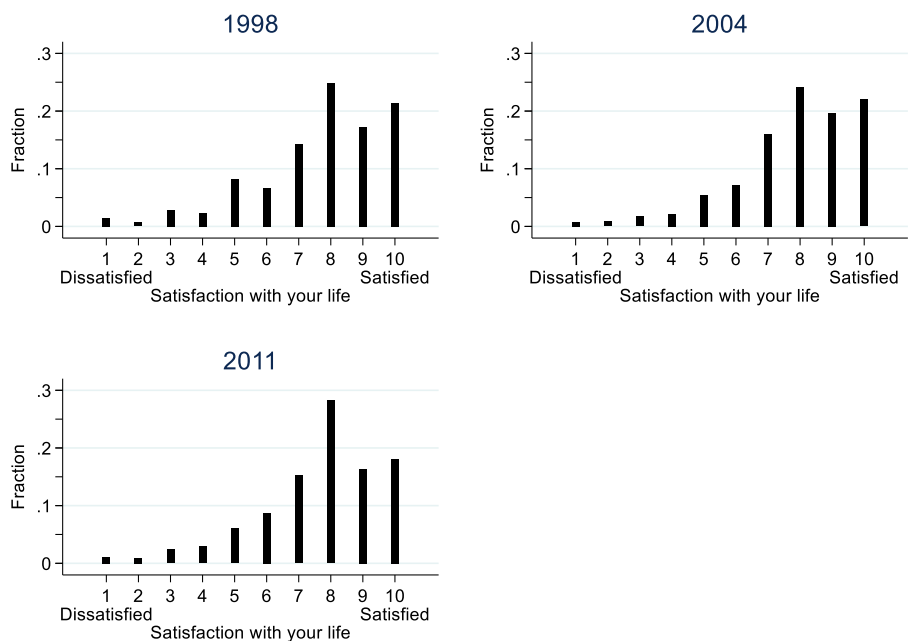 1998
.3
.2
.1
0
Fraction
1 2 3 4 5 6 7 8 9 10
Dissatisfied Satisfied
Satisfaction with your life
2004
.3
.2
.1
0
Fraction
1 2 3 4 5 6 7 8 9 10
Dissatisfied Satisfied
Satisfaction with your life
2011
.3
.2
.1
0
Fraction
1 2 3 4 5 6 7 8 9 10
Dissatisfied Satisfied
Satisfaction with your life